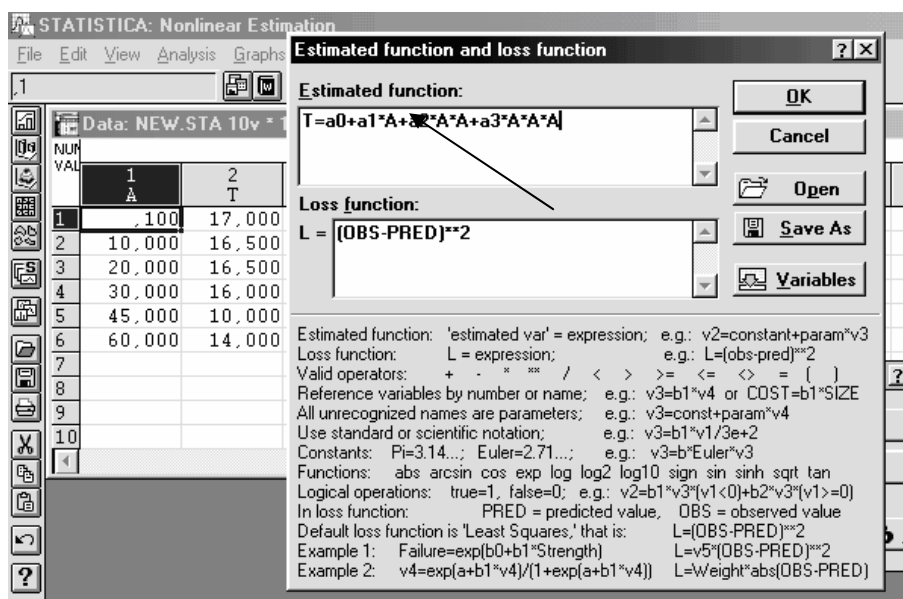 STATISTICA: Nonlinear Estimation
File Edit View Analysis Graphs
,1
Data: NEW.STA 10v * 1
NUM
VAL
1 2
A T
1 ,100 17,000
2 10,000 16,500
3 20,000 16,500
4 30,000 16,000
5 45,000 10,000
6 60,000 14,000
7
8
9
10
Estimated function and loss function
Estimated function:
T=a0+a1*A+a2*A*A+a3*A*A*A
Loss function:
L = (OBS-PRED)**2
OK
Cancel
Open
Save As
Variables
Estimated function: 'estimated var' = expression; e.g.: v2=constant+param*v3
Loss function: L = expression; e.g.: L=(obs-pred)**2
Valid operators: + - * ** / < > >= <= <> = ( )
Reference variables by number or name; e.g.: v3=b1*v4 or COST=b1*SIZE
All unrecognized names are parameters; e.g.: v3=const+param*v4
Use standard or scientific notation; e.g.: v3=b1*v1/3e+2
Constants: Pi=3.14...; Euler=2.71...; e.g.: v3=b*Euler*v3
Functions: abs arcsin cos exp log log2 log10 sign sin sinh sqrt tan
Logical operations: true=1, false=0; e.g.: v2=b1*v3*(v1<0)+b2*v3*(v1>=0)
In loss function: PRED = predicted value, OBS = observed value
Default loss function is 'Least Squares,' that is: L=(OBS-PRED)**2
Example 1: Failure=exp(b0+b1*Strength) L=v5*(OBS-PRED)**2
Example 2: v4=exp(a+b1*v4)/(1+exp(a+b1*v4)) L=Weight*abs(OBS-PRED)